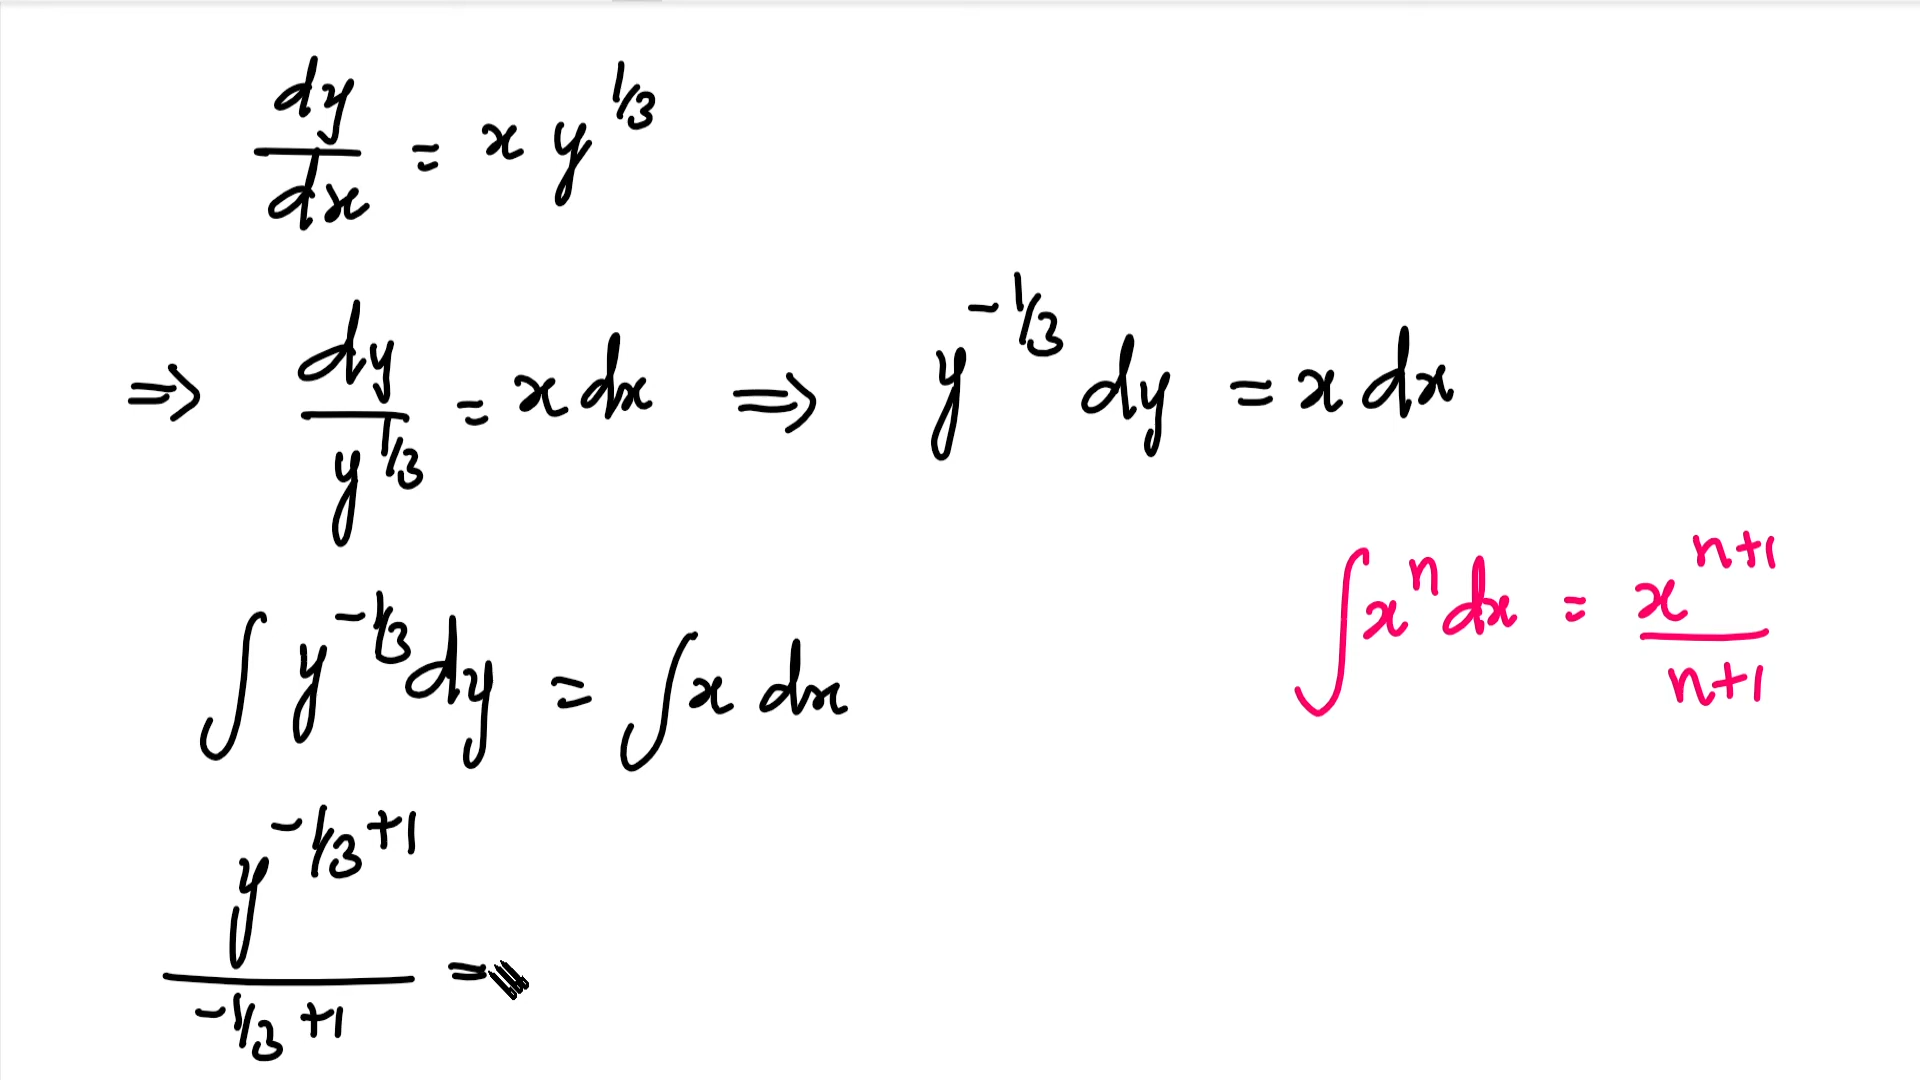 dy/dx = x y^1/3
⇒ dy/y^1/3 = x dx ⇒ y^-1/3 dy = x dx
∫x^n dx = x^n+1/n+1
∫ y^-1/3 dy = ∫x dx
y^-1/3+1/-1/3+1 =